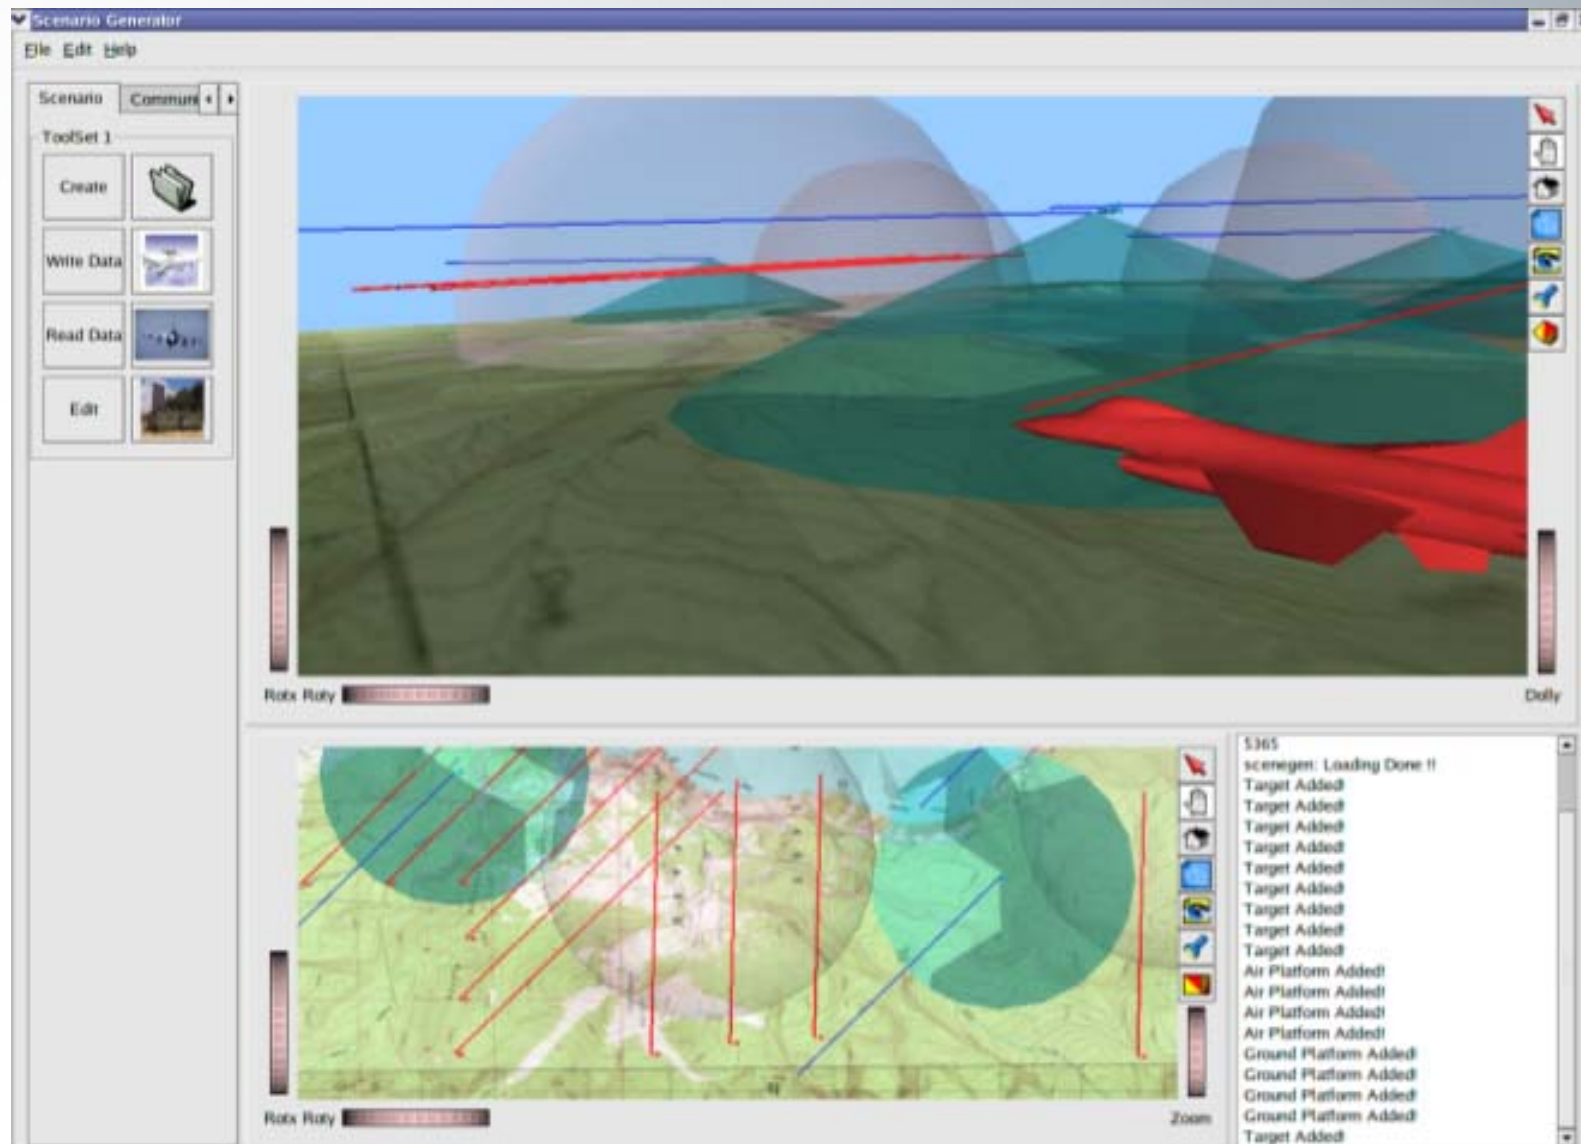 Scenario Generator
File Edit Help
Scenario
Communi
ToolSet 1
Create
Write Data
Read Data
Edit
Rotx Roty
Dolly
Rotx Roty
Zoom
5365
scenegen: Loading Done !!
Target Added!
Target Added!
Target Added!
Target Added!
Target Added!
Target Added!
Target Added!
Target Added!
Target Added!
Air Platform Added!
Air Platform Added!
Air Platform Added!
Air Platform Added!
Ground Platform Added!
Ground Platform Added!
Ground Platform Added!
Ground Platform Added!
Target Added!